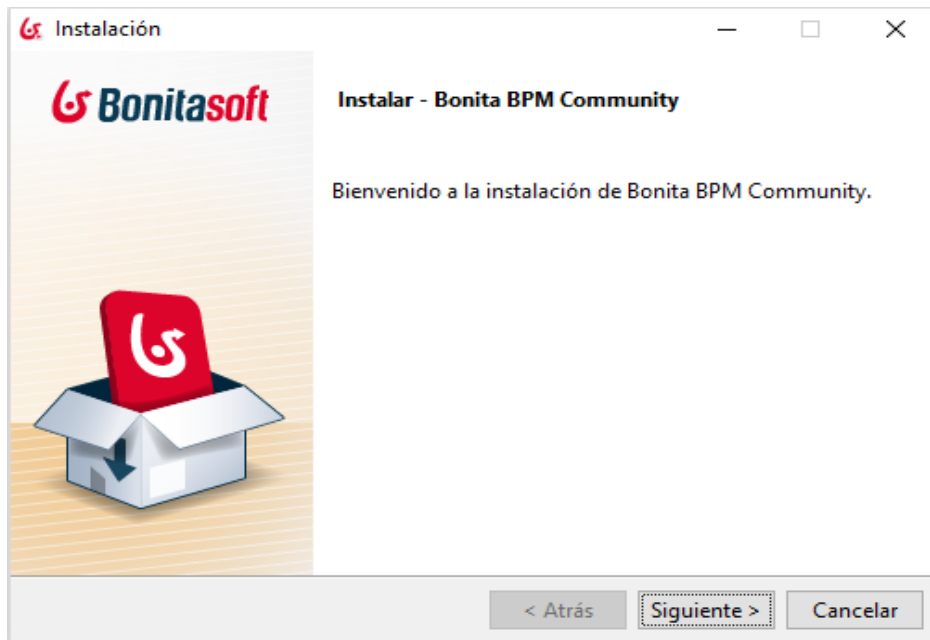 Instalación
Bonitasoft
Instalar - Bonita BPM Community
Bienvenido a la instalación de Bonita BPM Community.
< Atrás
Siguiente >
Cancelar